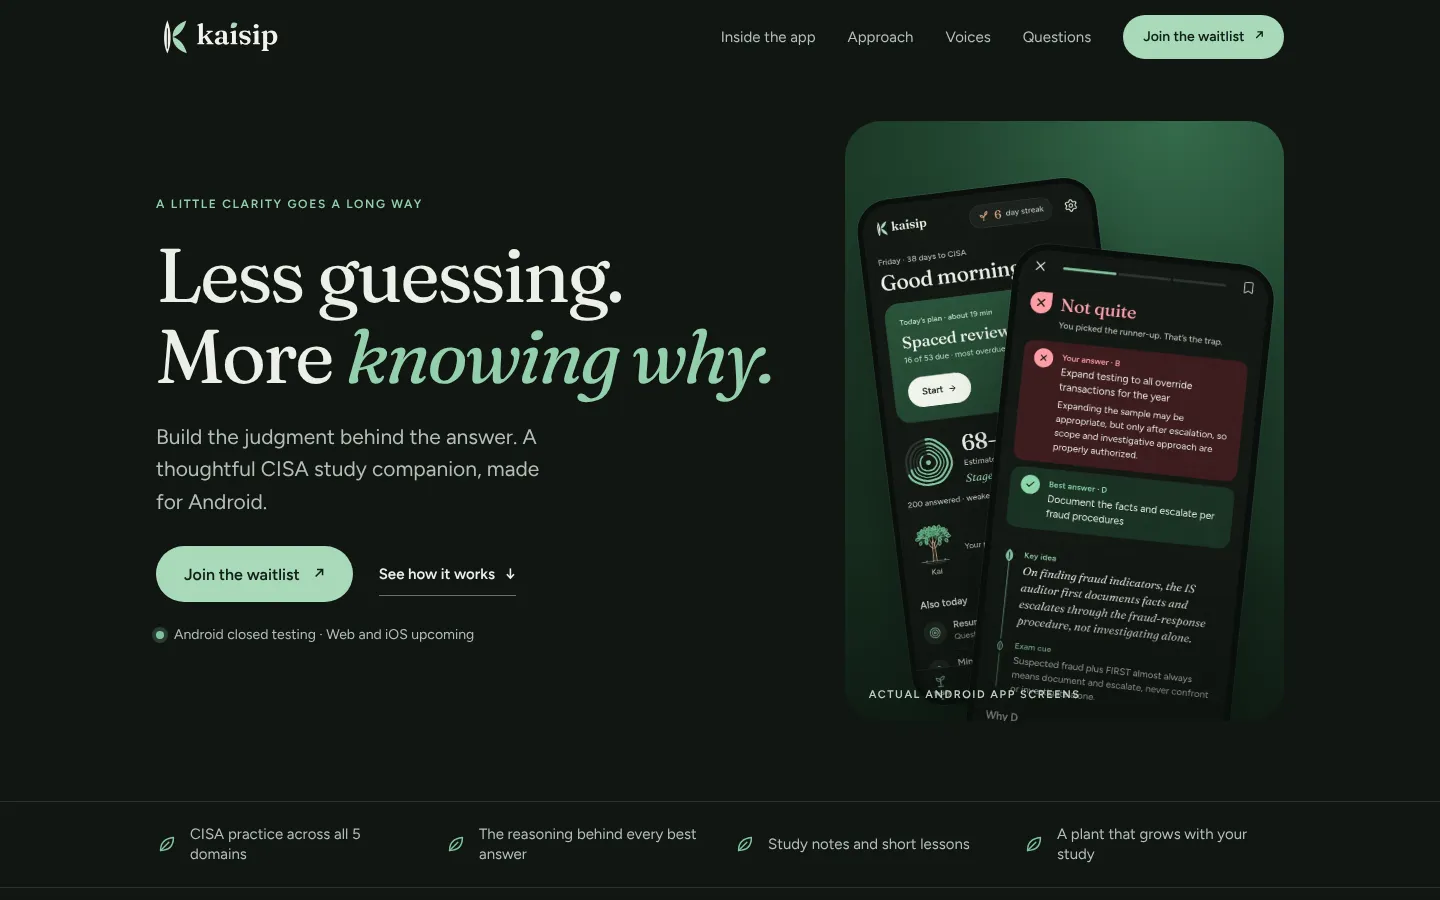 kaisip
Inside the app
Approach
Voices
Questions
Join the waitlist
A LITTLE CLARITY GOES A LONG WAY
Less guessing.
More knowing why.
Build the judgment behind the answer. A
thoughtful CISA study companion, made
for Android.
Join the waitlist
See how it works
Android closed testing · Web and iOS upcoming
kaisip
6 day streak
Friday · 38 days to CISA
Good morning
Today's plan · about 19 min
Spaced review
16 of 53 due · most overdue
Start
68-
Stage
200 answered · weake
Kai
Also today
Not quite
You picked the runner-up. That's the trap.
Your answer · B
Expand testing to all override
transactions for the year
Expanding the sample may be
appropriate, but only after escalation, so
scope and investigative approach are
properly authorized.
Best answer · D
Document the facts and escalate per
fraud procedures
Key idea
On finding fraud indicators, the IS
auditor first documents facts and
escalates through the fraud-response
procedure, not investigating alone.
Exam cue
Suspected fraud plus FIRST almost always
means document and escalate, never confront
Why D
ACTUAL ANDROID APP SCREENS
CISA practice across all 5
domains
The reasoning behind every best
answer
Study notes and short lessons
A plant that grows with your
study